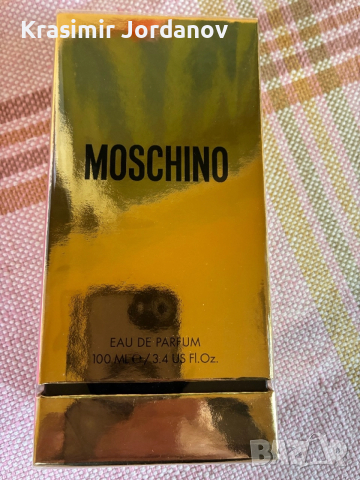 Krasimir Jordanov
MOSCHINO
EAU DE PARFUM
100 ML ℮ / 3.4 US Fl.Oz.